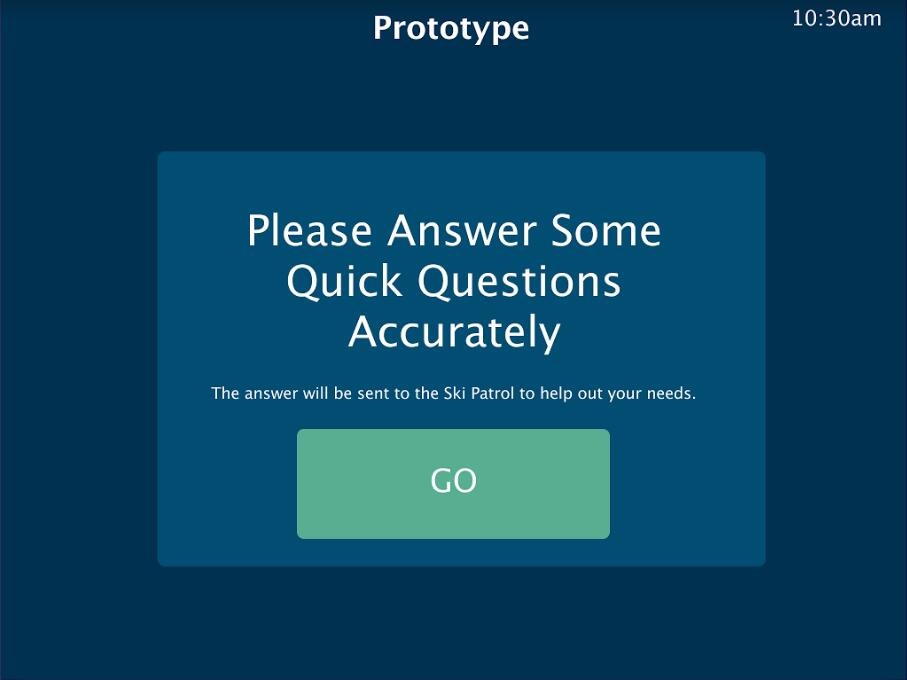 Prototype
10:30am
Please Answer Some
Quick Questions
Accurately
The answer will be sent to the Ski Patrol to help out your needs.
GO